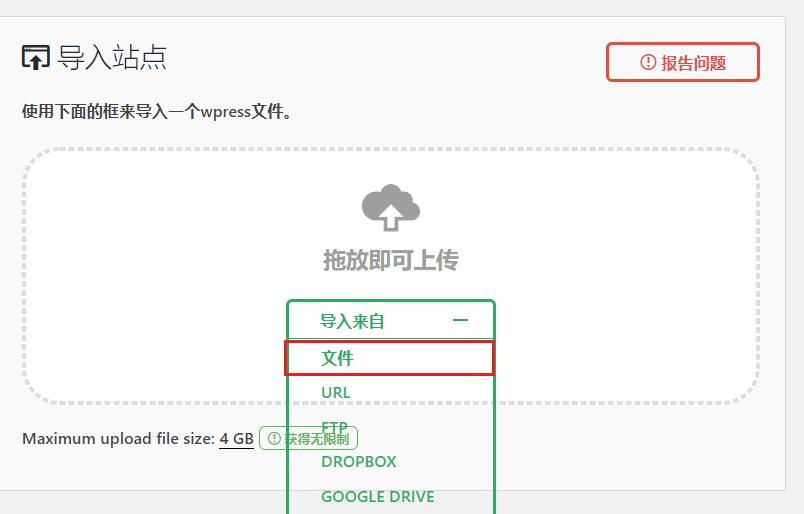 导入站点
报告问题
使用下面的框来导入一个wpress文件。
拖放即可上传
导入来自
文件
URL
FTP
Maximum upload file size: 4 GB 获得无限制
DROPBOX
GOOGLE DRIVE